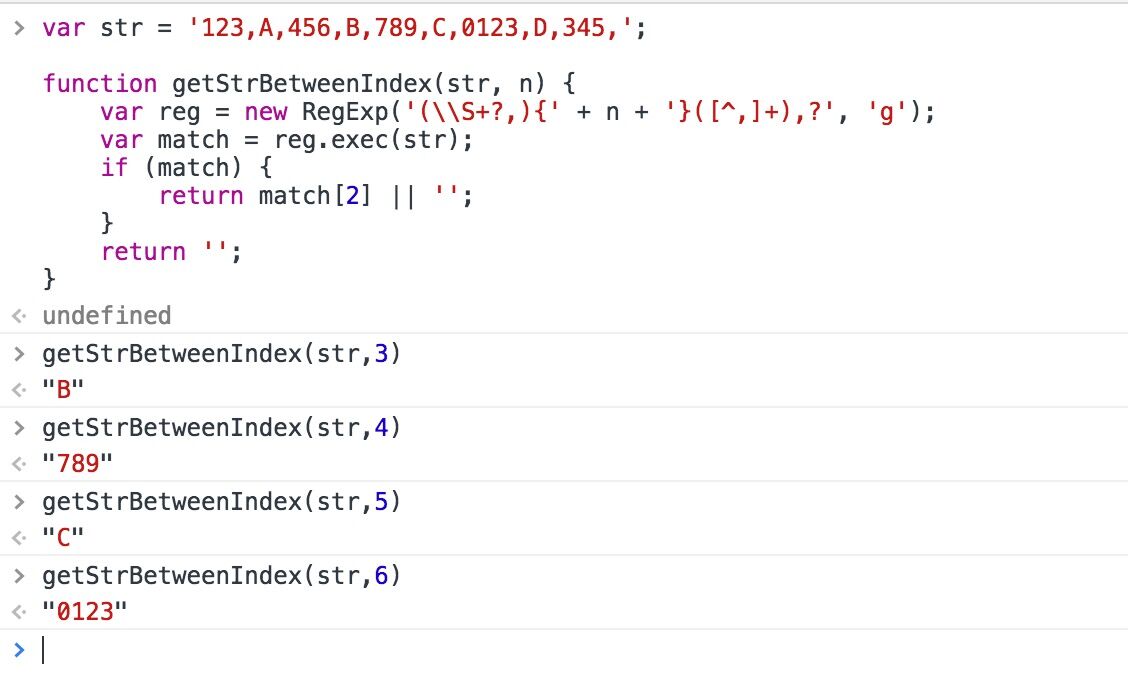 > var str = '123,A,456,B,789,C,0123,D,345,';
function getStrBetweenIndex(str, n) {
    var reg = new RegExp('(\\S+?,){' + n + '}([^,]+),?', 'g');
    var match = reg.exec(str);
    if (match) {
        return match[2] || '';
    }
    return '';
}
undefined
> getStrBetweenIndex(str,3)
"B"
> getStrBetweenIndex(str,4)
"789"
> getStrBetweenIndex(str,5)
"C"
> getStrBetweenIndex(str,6)
"0123"
>